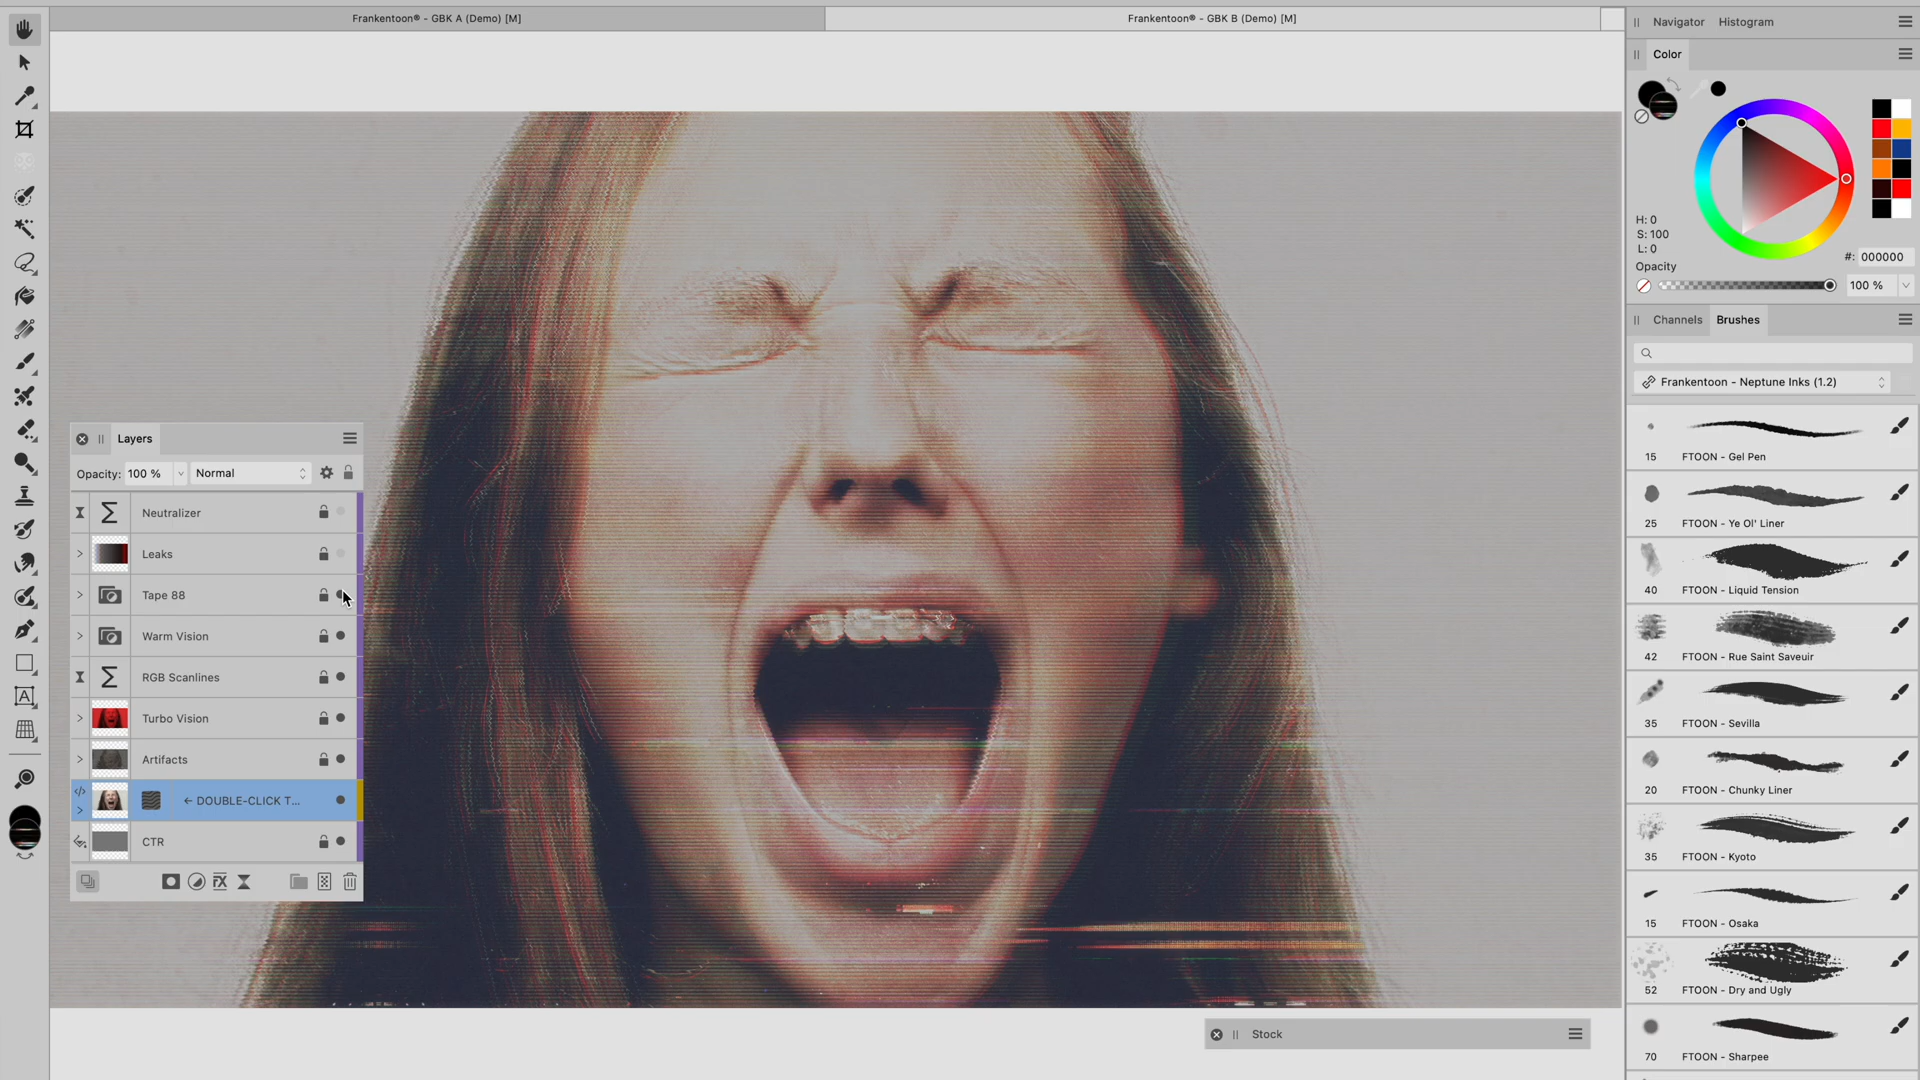 Frankentoon® - GBK A (Demo) [M]
Frankentoon® - GBK B (Demo) [M]
Navigator
Histogram
Color
H: 0
S: 100
L: 0
#: 000000
Opacity
100 %
Channels
Brushes
Frankentoon - Neptune Inks (1.2)
15
FTOON - Gel Pen
25
FTOON - Ye Ol' Liner
40
FTOON - Liquid Tension
42
FTOON - Rue Saint Saveuir
35
FTOON - Sevilla
20
FTOON - Chunky Liner
35
FTOON - Kyoto
15
FTOON - Osaka
52
FTOON - Dry and Ugly
70
FTOON - Sharpee
Layers
Opacity: 100 %
Normal
Neutralizer
Leaks
Tape 88
Warm Vision
RGB Scanlines
Turbo Vision
Artifacts
← DOUBLE-CLICK T...
CTR
Stock